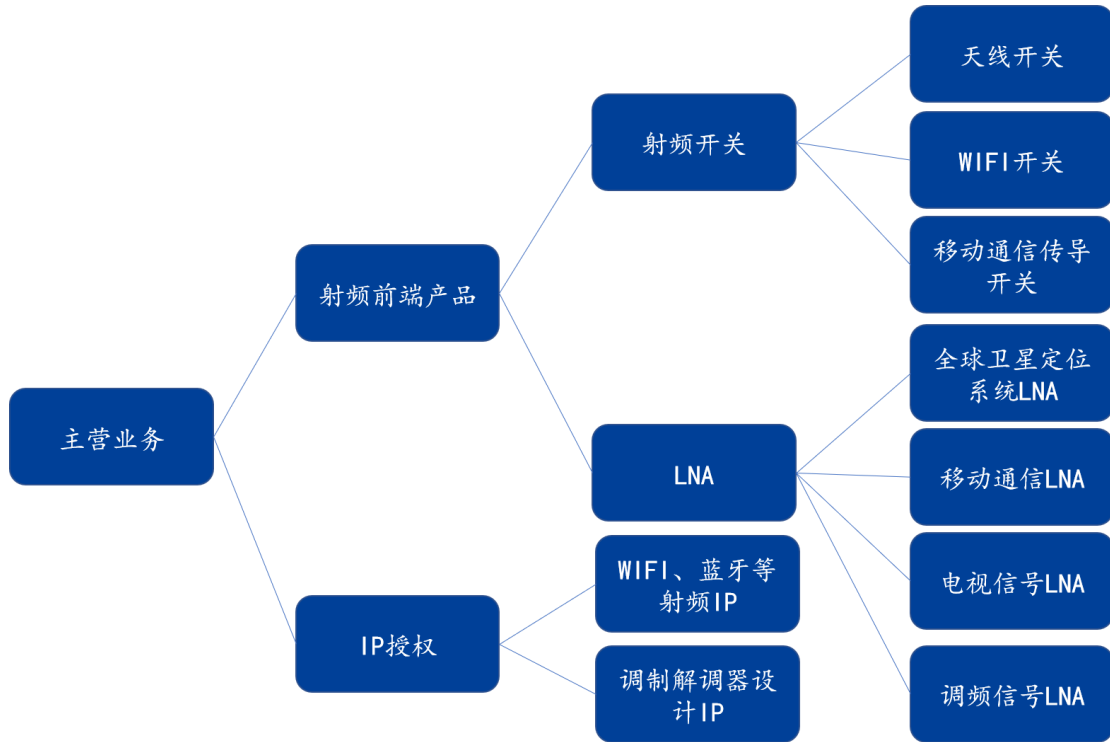 主营业务
射频前端产品
IP授权
射频开关
LNA
WIFI、蓝牙等
射频IP
调制解调器设
计IP
天线开关
WIFI开关
移动通信传导
开关
全球卫星定位
系统LNA
移动通信LNA
电视信号LNA
调频信号LNA